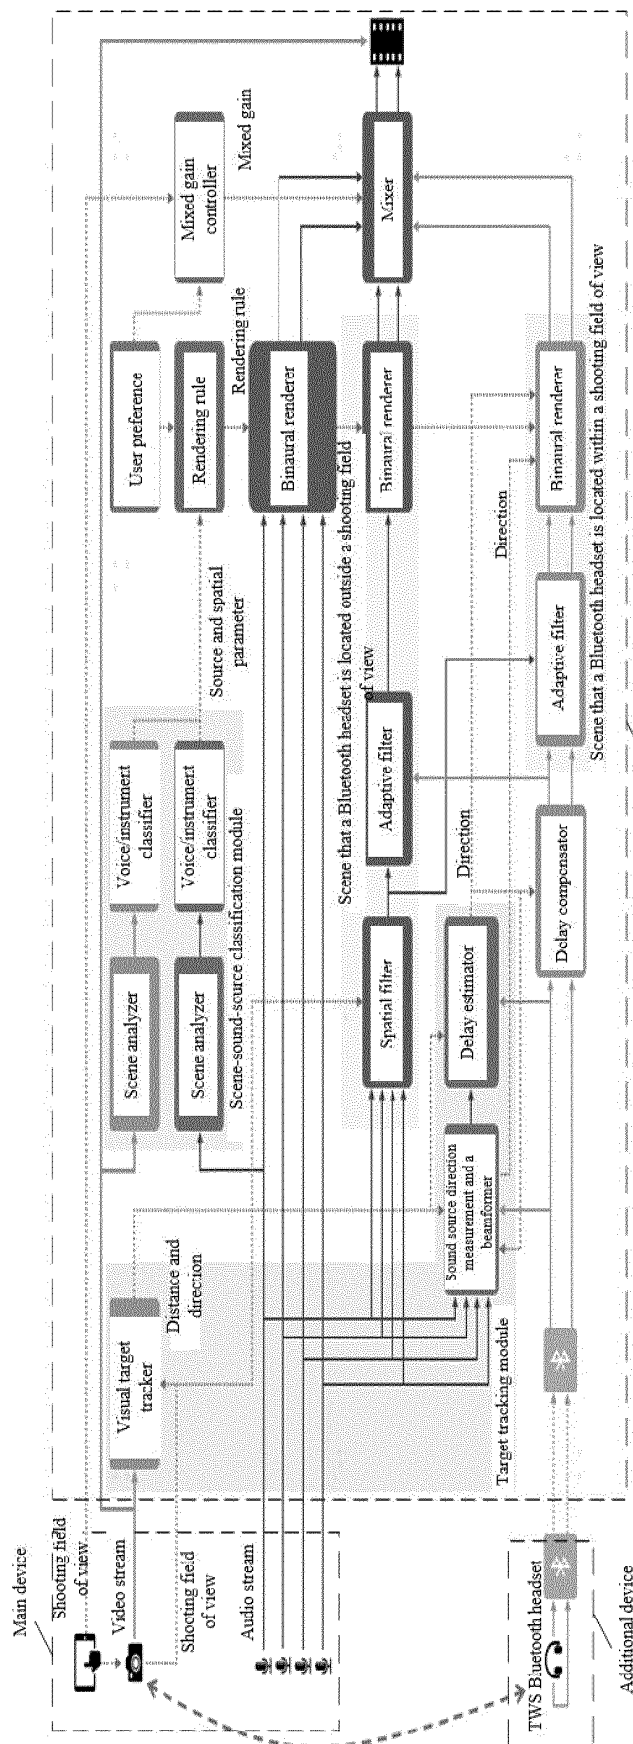 Main device
Shooting field
of view
Video stream
Shooting field
of view
Audio stream
TWS Bluetooth headset
Additional device
Visual target
tracker
Distance and
direction
Target tracking module
Scene analyzer
Scene analyzer
Voice/instrument
classifier
Voice/instrument
classifier
Scene-sound-source classification module
Source and spatial
parameter
User preference
Rendering rule
Rendering rule
Mixed gain
controller
Mixed gain
Binaural renderer
Mixer
Scene that a Bluetooth headset is located outside a shooting field
of view
Spatial filter
Adaptive filter
Binaural renderer
Sound source direction
measurement and a
beamformer
Delay estimator
Direction
Direction
Delay compensator
Adaptive filter
Binaural renderer
Scene that a Bluetooth headset is located within a shooting field of view